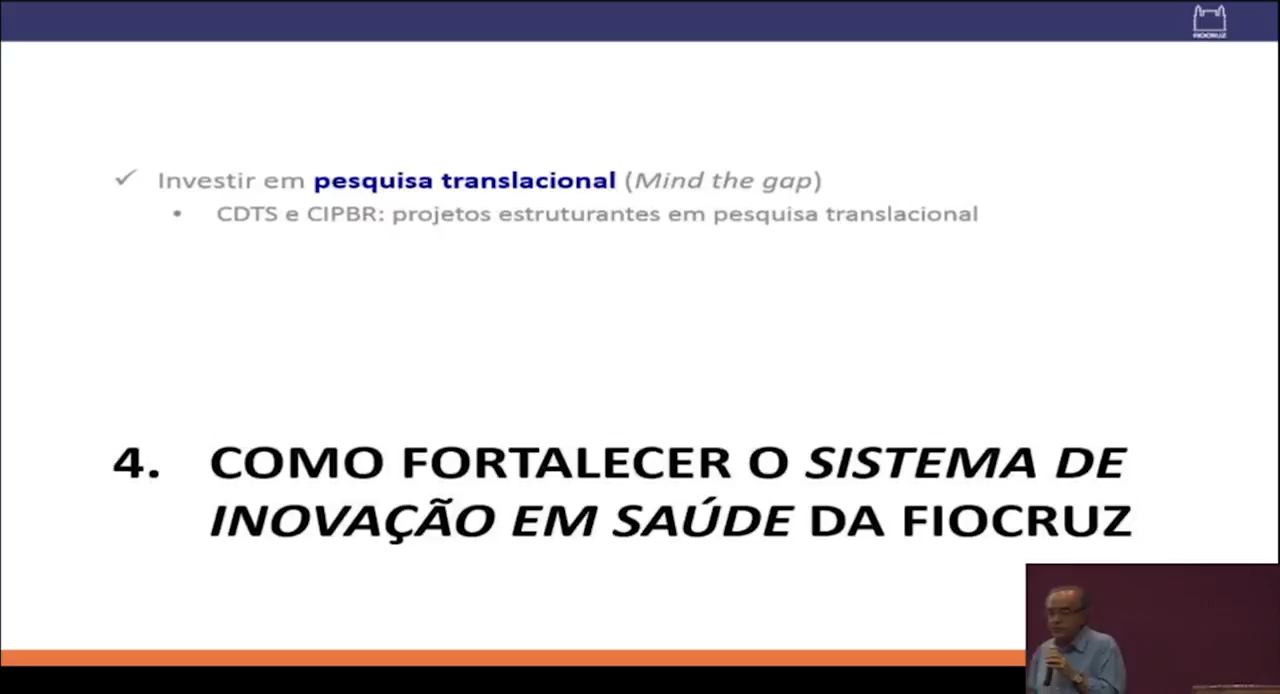 FIOCRUZ
✓ Investir em pesquisa translacional (Mind the gap)
• CDTS e CIPBR: projetos estruturantes em pesquisa translacional
4. COMO FORTALECER O SISTEMA DE
INOVAÇÃO EM SAÚDE DA FIOCRUZ